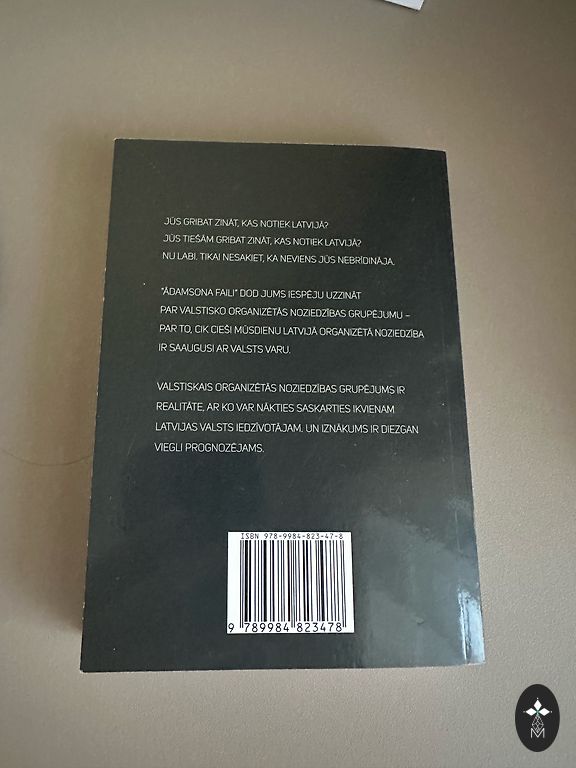 JŪS GRIBAT ZINĀT, KAS NOTIEK LATVIJĀ?
JŪS TIEŠĀM GRIBAT ZINĀT, KAS NOTIEK LATVIJĀ?
NU LABI. TIKAI NESAKIET, KA NEVIENS JŪS NEBRĪDINĀJA.
"ĀDAMSONA FAILI" DOD JUMS IESPĒJU UZZINĀT
PAR VALSTISKO ORGANIZĒTĀS NOZIEDZĪBAS GRUPĒJUMU –
PAR TO, CIK CIEŠI MŪSDIENU LATVIJĀ ORGANIZĒTĀ NOZIEDZĪBA
IR SAAUGUSI AR VALSTS VARU.
VALSTISKAIS ORGANIZĒTĀS NOZIEDZĪBAS GRUPĒJUMS IR
REALITĀTE, AR KO VAR NĀKTIES SASKARTIES IKVIENAM
LATVIJAS VALSTS IEDZĪVOTĀJAM. UN IZNĀKUMS IR DIEZGAN
VIEGLI PROGNOZĒJAMS.
ISBN 978-9984-823-47-8
9 789984 823478
M